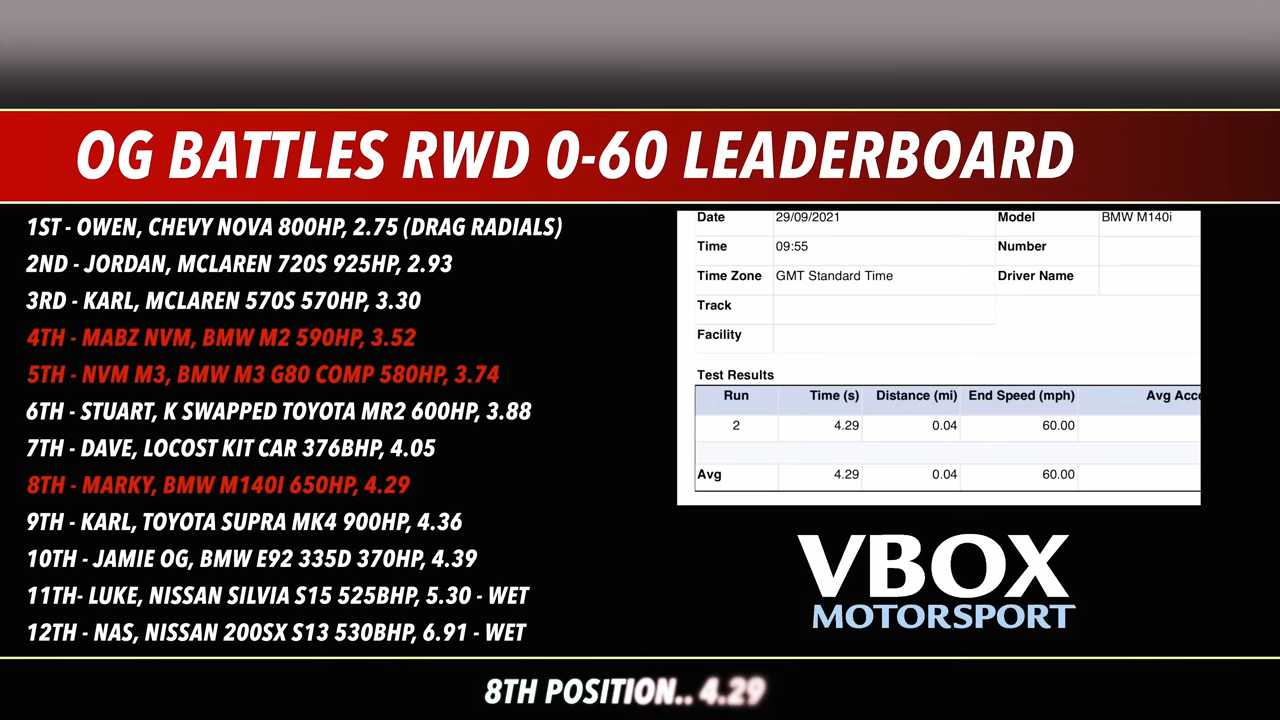 OG BATTLES RWD 0-60 LEADERBOARD
1ST - OWEN, CHEVY NOVA 800HP, 2.75 (DRAG RADIALS)
2ND - JORDAN, MCLAREN 720S 925HP, 2.93
3RD - KARL, MCLAREN 570S 570HP, 3.30
4TH - MABZ NVM, BMW M2 590HP, 3.52
5TH - NVM M3, BMW M3 G80 COMP 580HP, 3.74
6TH - STUART, K SWAPPED TOYOTA MR2 600HP, 3.88
7TH - DAVE, LOCOST KIT CAR 376BHP, 4.05
8TH - MARKY, BMW M140I 650HP, 4.29
9TH - KARL, TOYOTA SUPRA MK4 900HP, 4.36
10TH - JAMIE OG, BMW E92 335D 370HP, 4.39
11TH- LUKE, NISSAN SILVIA S15 525BHP, 5.30 - WET
12TH - NAS, NISSAN 200SX S13 530BHP, 6.91 - WET
Date 29/09/2021 Model BMW M140i
Time 09:55 Number
Time Zone GMT Standard Time Driver Name
Track
Facility
Test Results
Run Time (s) Distance (mi) End Speed (mph) Avg Acce
2 4.29 0.04 60.00
Avg 4.29 0.04 60.00
VBOX
MOTORSPORT
8TH POSITION.. 4.29